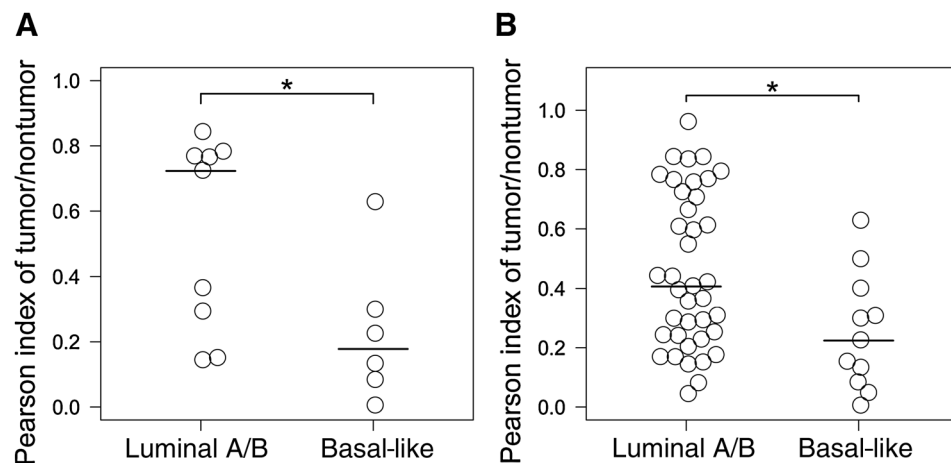 A
Pearson index of tumor/nontumor
1.0
0.8
0.6
0.4
0.2
0.0
*
Luminal A/B
Basal-like
B
Pearson index of tumor/nontumor
1.0
0.8
0.6
0.4
0.2
0.0
*
Luminal A/B
Basal-like